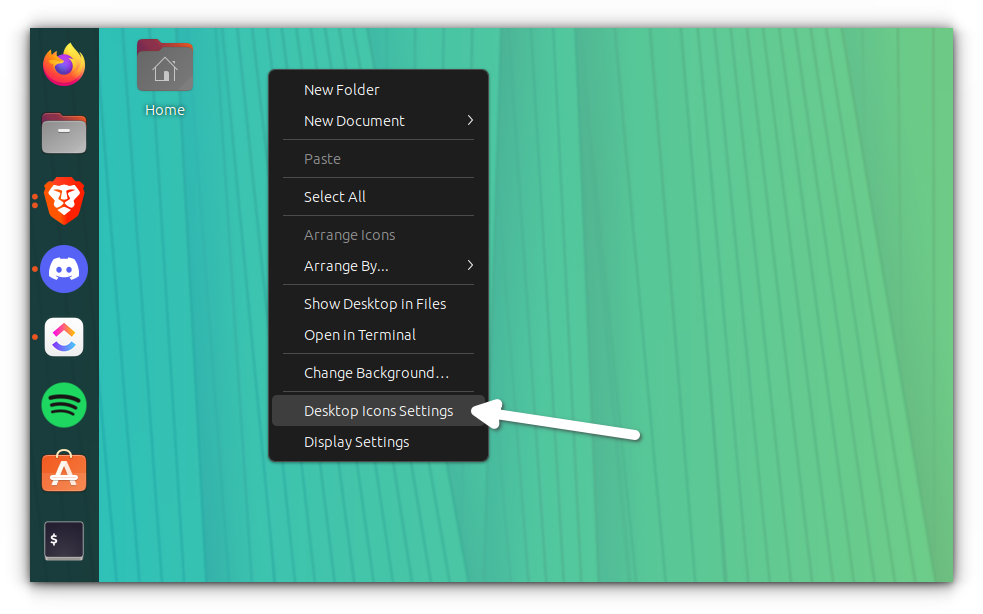 Home
New Folder
New Document
Paste
Select All
Arrange Icons
Arrange By...
Show Desktop in Files
Open in Terminal
Change Background…
Desktop Icons Settings
Display Settings
$